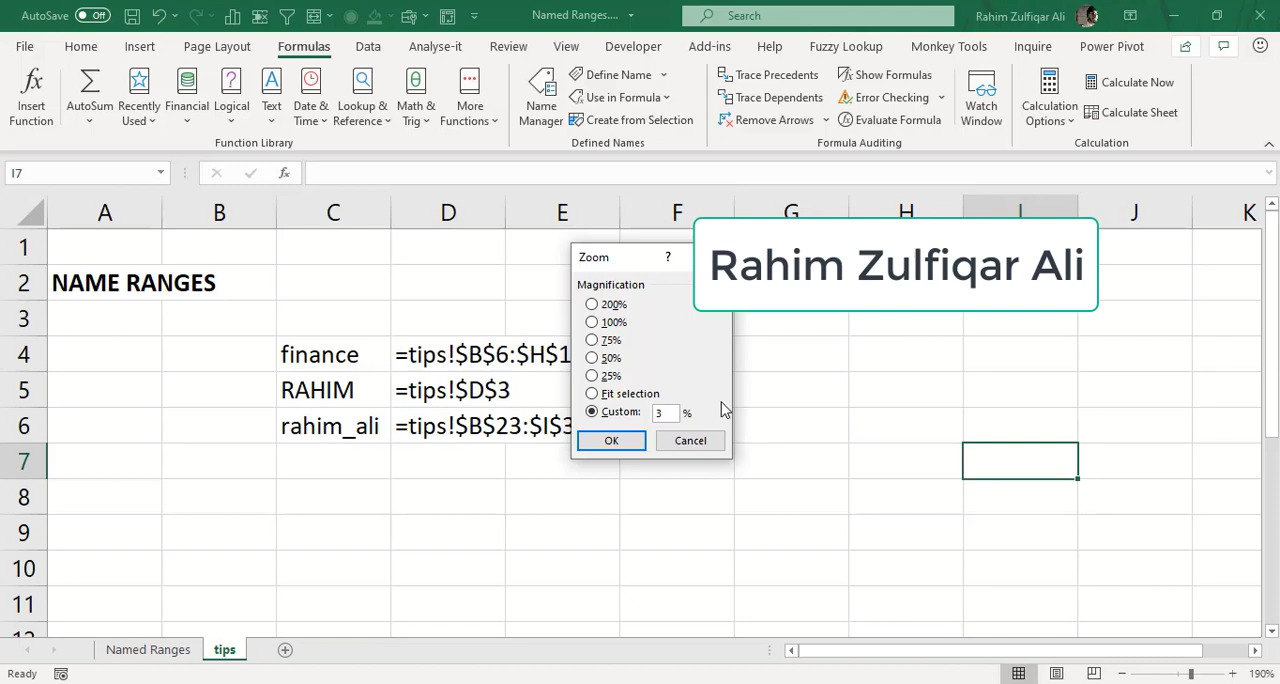 AutoSave Off Named Ranges.... Search Rahim Zulfiqar Ali
File Home Insert Page Layout Formulas Data Analyse-it Review View Developer Add-ins Help Fuzzy Lookup Monkey Tools Inquire Power Pivot
Insert Function AutoSum Recently Used Financial Logical Text Date & Time Lookup & Reference Math & Trig More Functions
Function Library
Name Manager
Define Name
Use in Formula
Create from Selection
Defined Names
Trace Precedents Show Formulas
Trace Dependents Error Checking
Remove Arrows Evaluate Formula
Formula Auditing
Watch Window
Calculation Options
Calculate Now
Calculate Sheet
Calculation
I7 fx
A B C D E F G H I J K
1
2 NAME RANGES
3
4 finance =tips!$B$6:$H$1
5 RAHIM =tips!$D$3
6 rahim_ali =tips!$B$23:$I$3
7
8
9
10
11
12
Rahim Zulfiqar Ali
Zoom ?
Magnification
200%
100%
75%
50%
25%
Fit selection
Custom: 3 %
OK Cancel
Named Ranges tips
Ready 190%